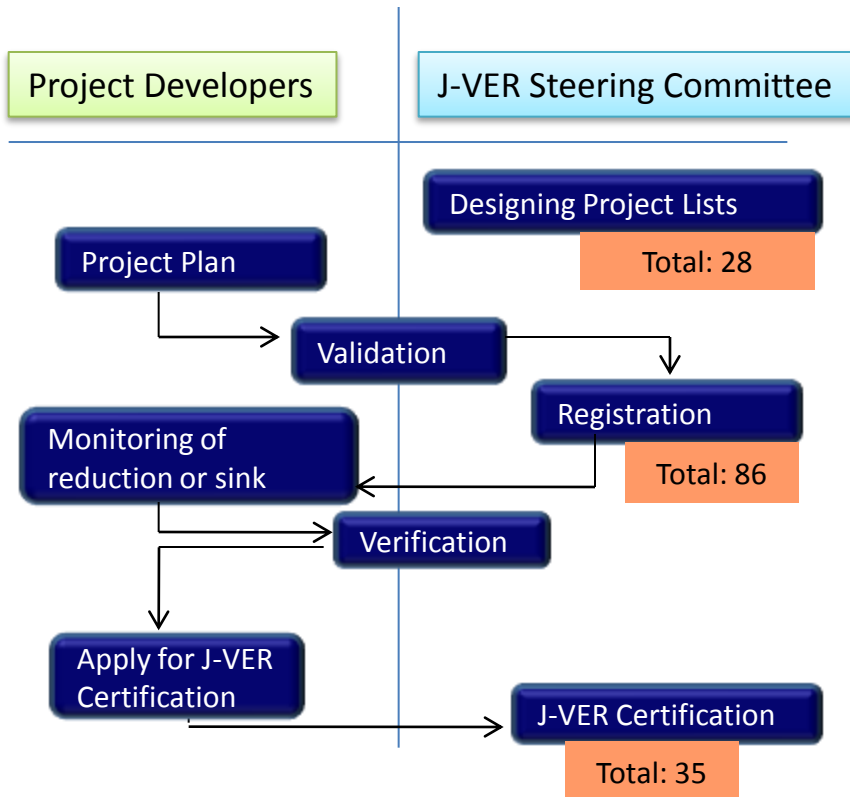 Project Developers
J-VER Steering Committee
Designing Project Lists
Total: 28
Project Plan
Validation
Registration
Total: 86
Monitoring of
reduction or sink
Verification
Apply for J-VER
Certification
J-VER Certification
Total: 35